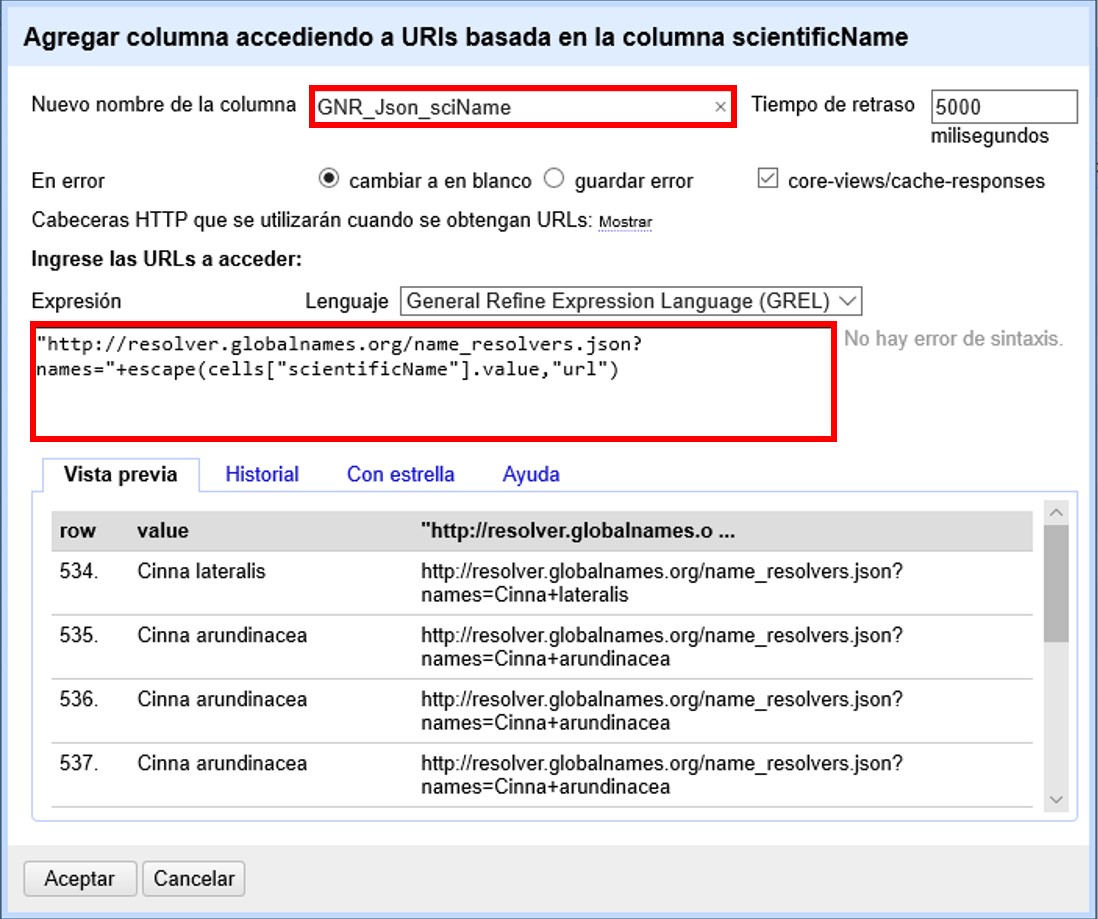 Agregar columna accediendo a URIs basada en la columna scientificName
Nuevo nombre de la columna GNR_Json_sciName × Tiempo de retraso 5000
milisegundos
En error cambiar a en blanco guardar error core-views/cache-responses
Cabeceras HTTP que se utilizarán cuando se obtengan URLs: Mostrar
Ingrese las URLs a acceder:
Expresión Lenguaje General Refine Expression Language (GREL)
"http://resolver.globalnames.org/name_resolvers.json?
names="+escape(cells["scientificName"].value,"url")
No hay error de sintaxis.
Vista previa Historial Con estrella Ayuda
row value "http://resolver.globalnames.o ...
534. Cinna lateralis http://resolver.globalnames.org/name_resolvers.json?
names=Cinna+lateralis
535. Cinna arundinacea http://resolver.globalnames.org/name_resolvers.json?
names=Cinna+arundinacea
536. Cinna arundinacea http://resolver.globalnames.org/name_resolvers.json?
names=Cinna+arundinacea
537. Cinna arundinacea http://resolver.globalnames.org/name_resolvers.json?
names=Cinna+arundinacea
Aceptar Cancelar